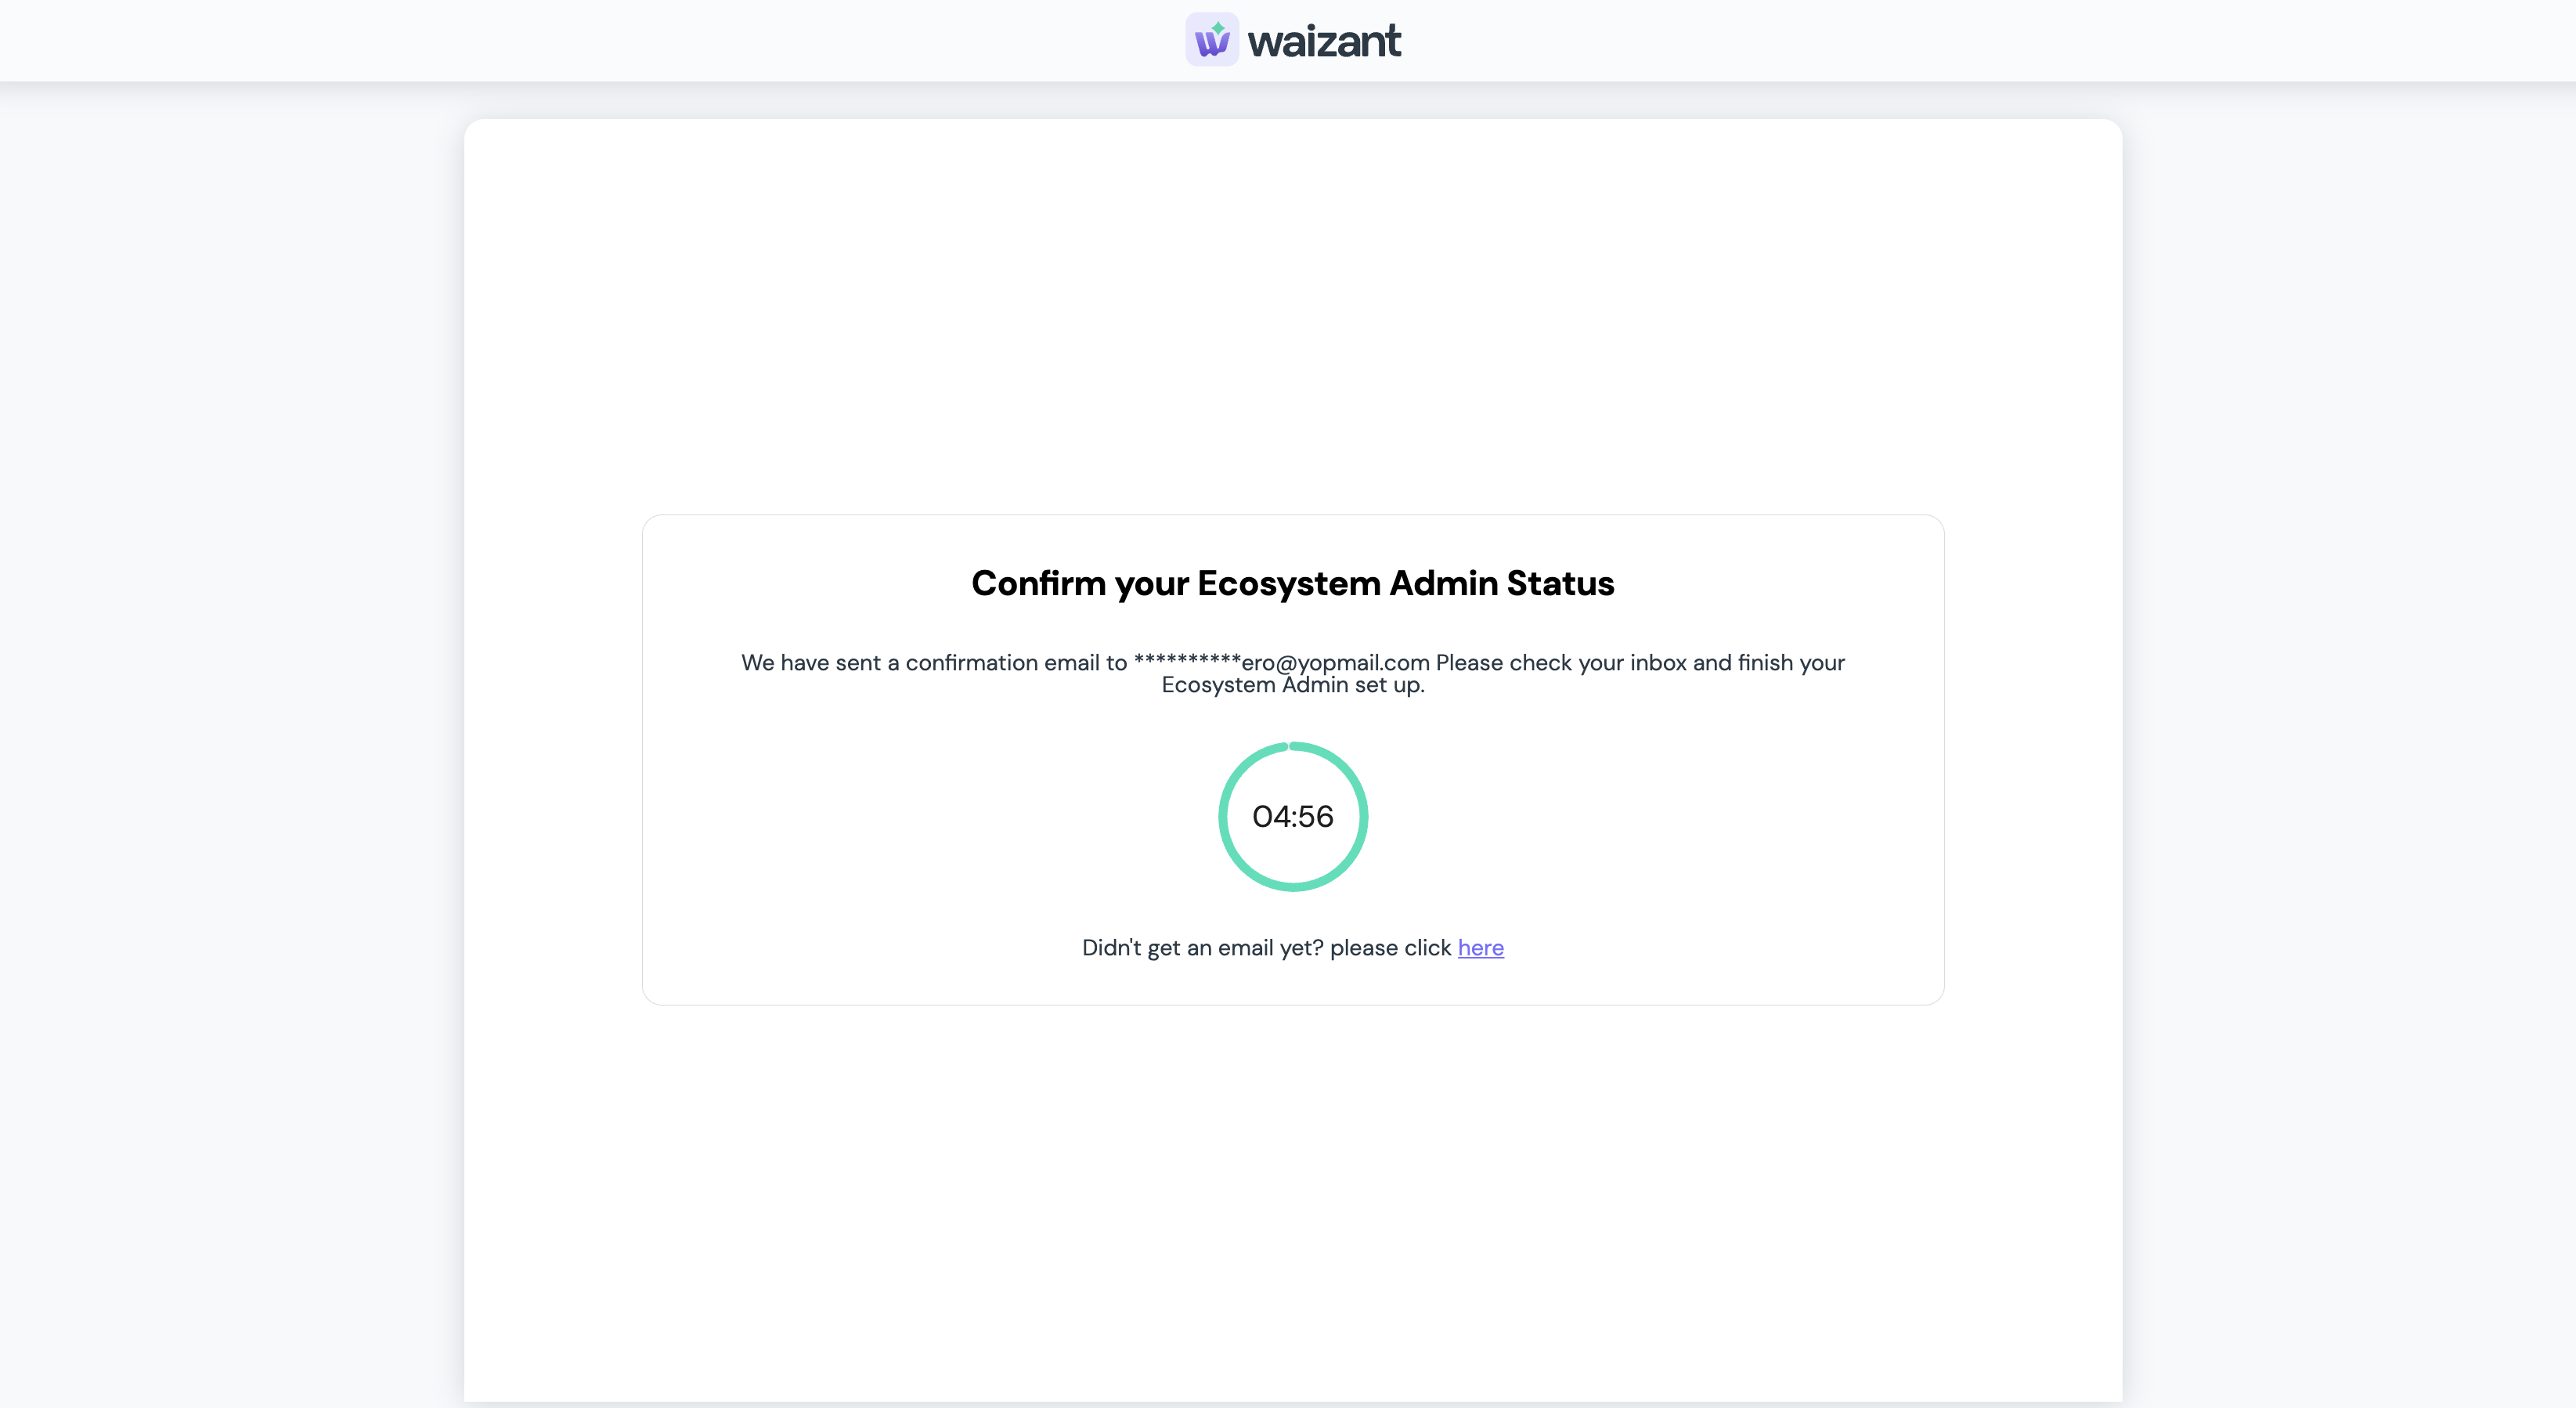 waizant
Confirm your Ecosystem Admin Status
We have sent a confirmation email to **********ero@yopmail.com Please check your inbox and finish your
Ecosystem Admin set up.
04:56
Didn't get an email yet? please click here